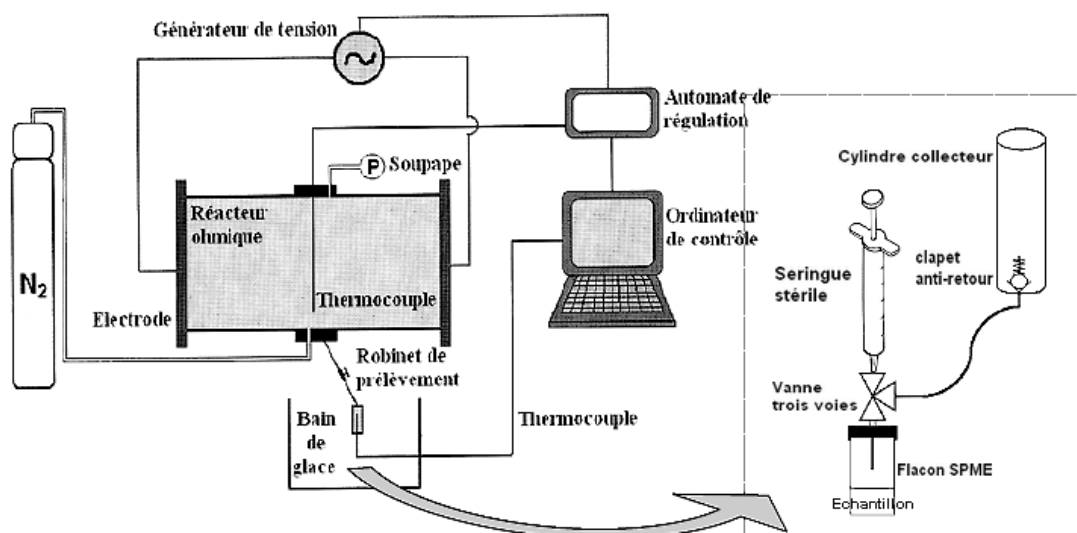 Générateur de tension
Automate de
régulation
P
Soupape
Réacteur
ohmique
Ordinateur
de contrôle
N2
Thermocouple
Electrode
Robinet de
prélèvement
Bain
de
glace
Thermocouple
Cylindre collecteur
Seringue
stérile
clapet
anti-retour
Vanne
trois voies
Flacon SPME
Echantillon